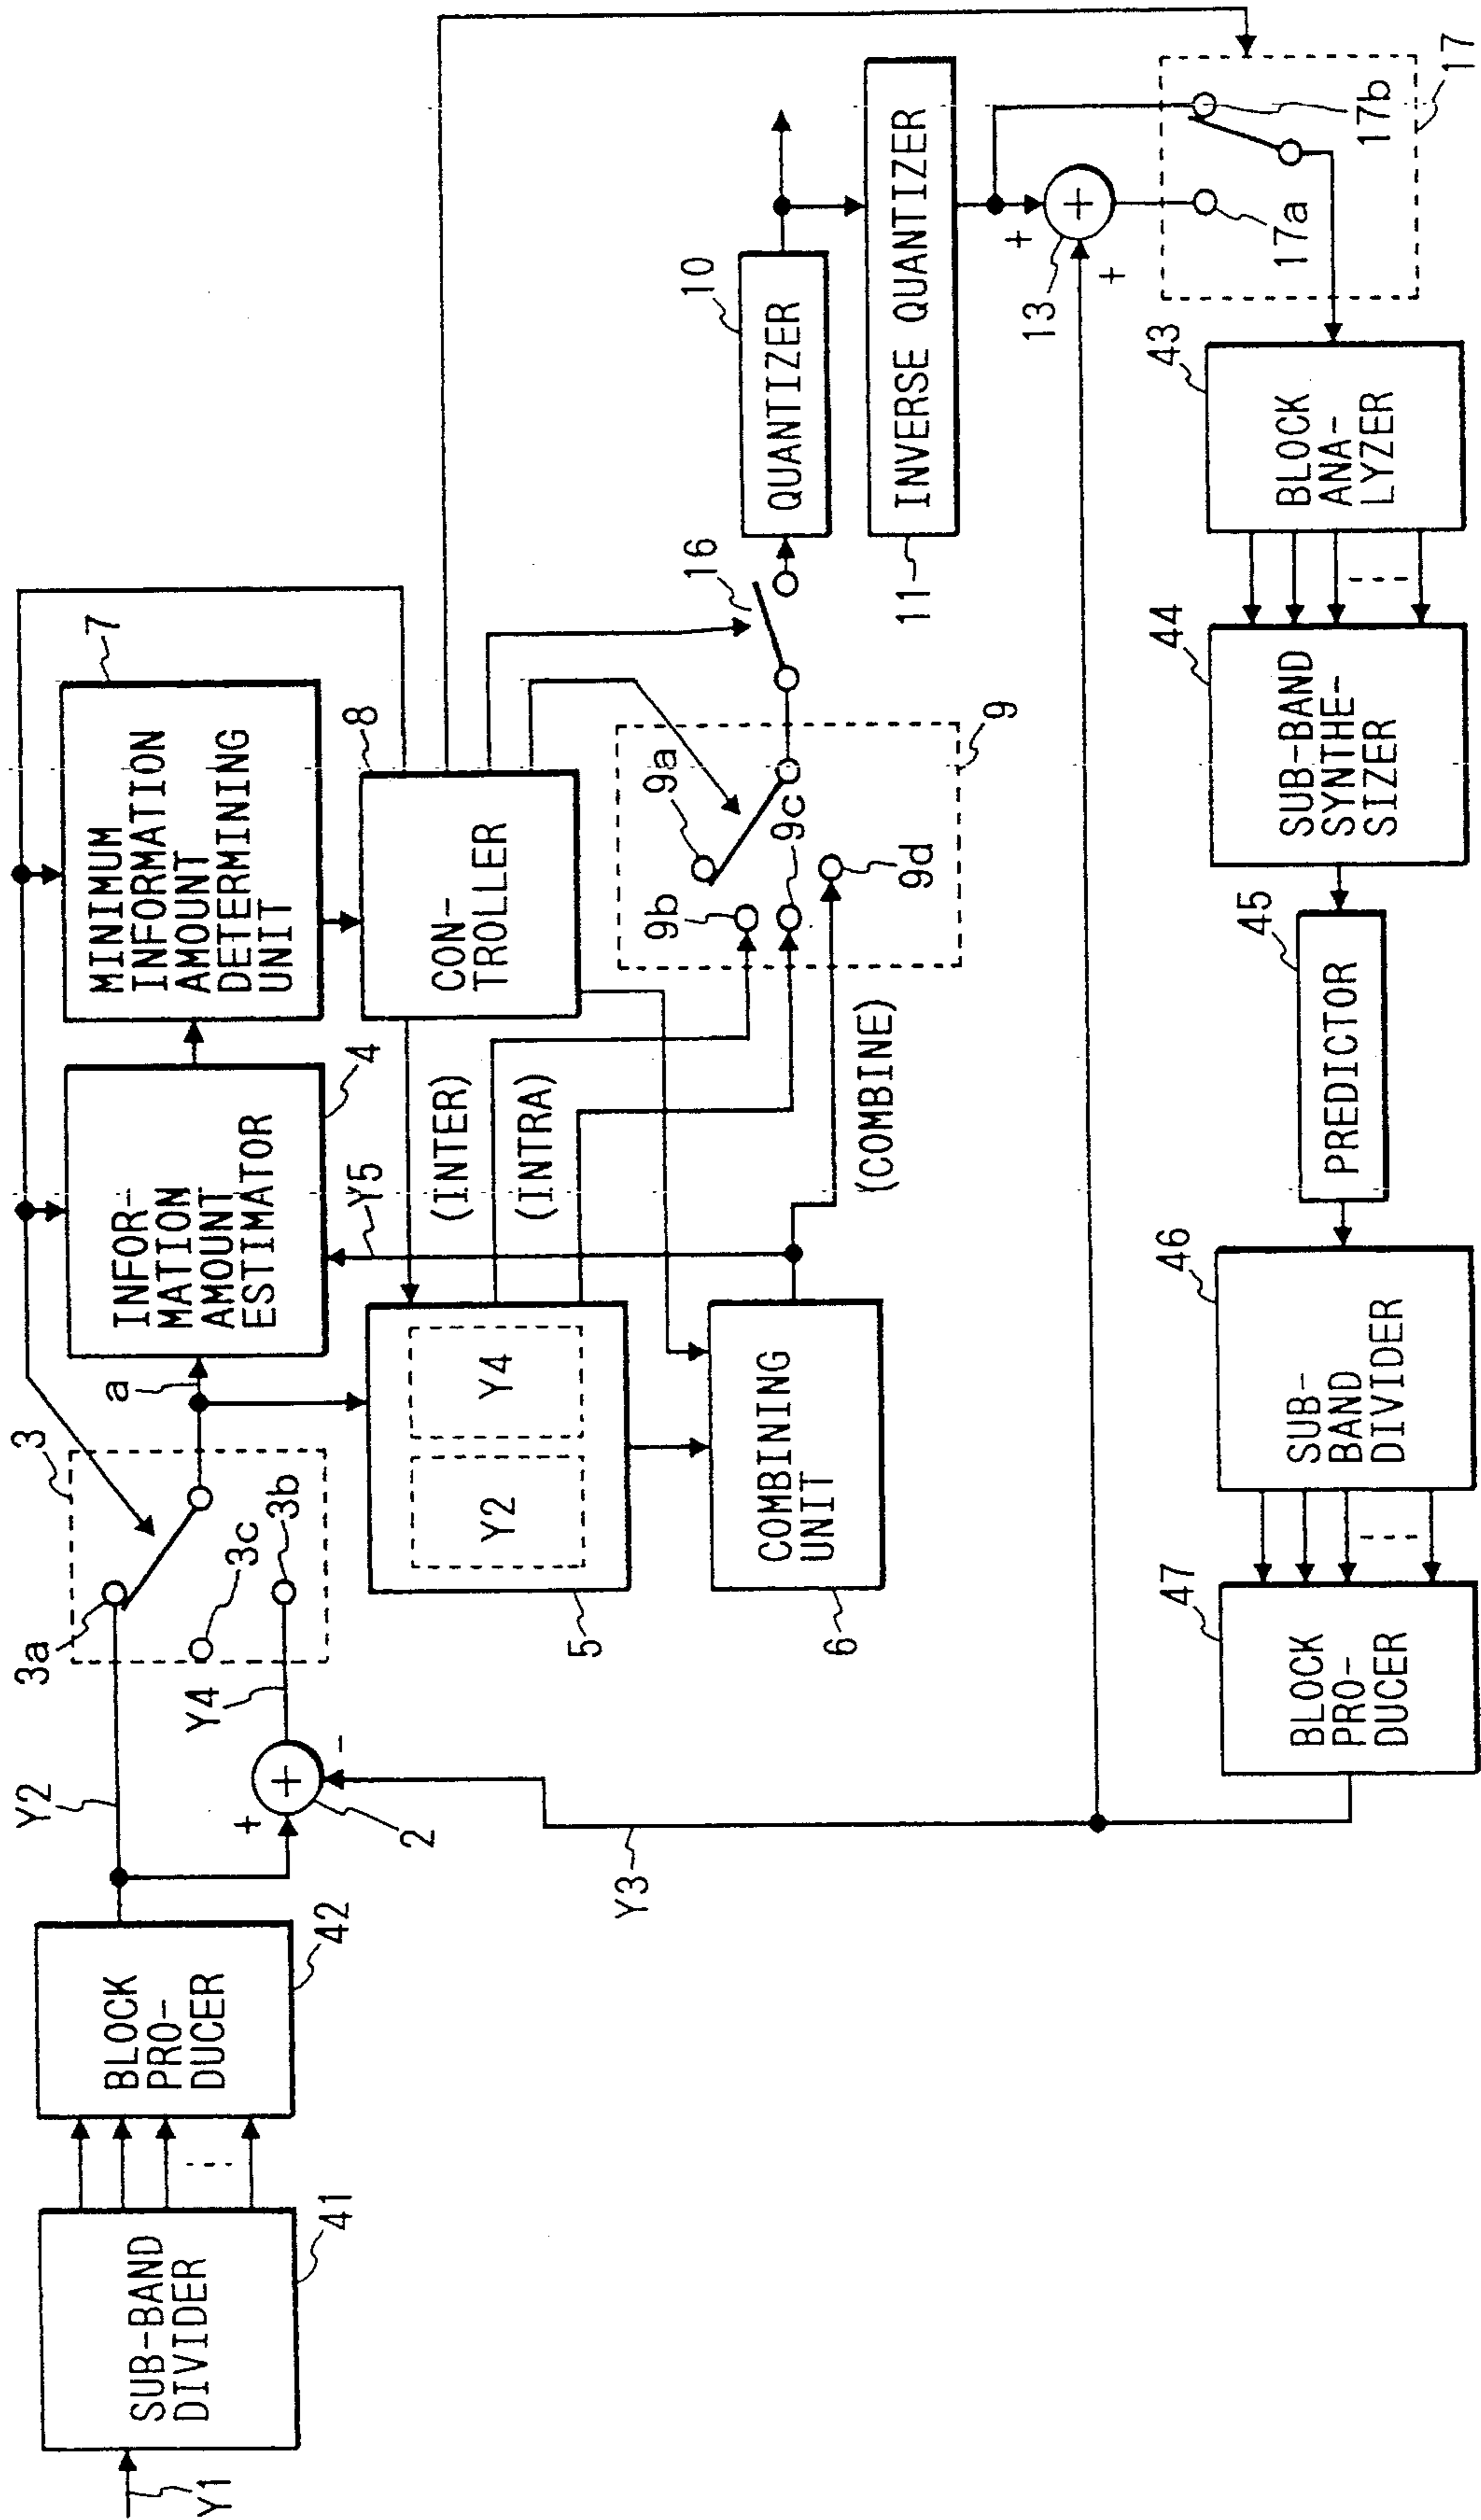 Y1
SUB-BAND
DIVIDER
41
BLOCK
PRO-
DUCER
42
Y2
+
-
+
2
Y4
Y3
3
3a
3c
3b
a
INFOR-
MATION
AMOUNT
ESTIMATOR
4
MINIMUM
INFORMATION
AMOUNT
DETERMINING
UNIT
7
Y5
Y2
Y4
5
COMBINING
UNIT
6
CON-
TROLLER
8
(INTER)
(INTRA)
(COMBINE)
9
9a
9b
9c
9d
16
QUANTIZER
10
INVERSE QUANTIZER
11
+
+
+
13
17a
17b
17
BLOCK
ANA-
LYZER
43
SUB-BAND
SYNTHE-
SIZER
44
PREDICTOR
45
SUB-
BAND
DIVIDER
46
BLOCK
PRO-
DUCER
47